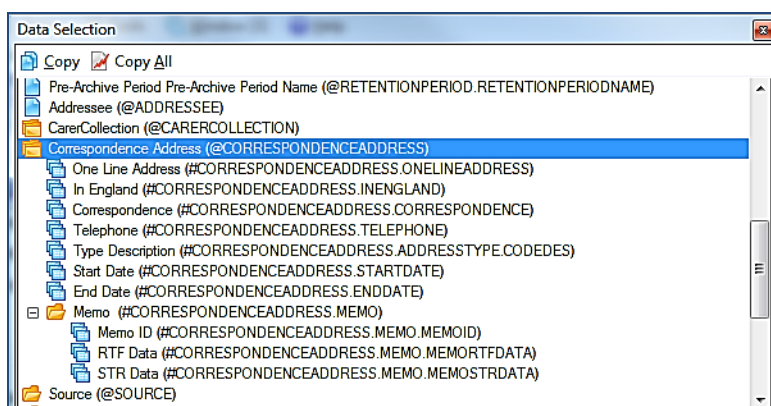 Data Selection
Copy Copy All
Pre-Archive Period Pre-Archive Period Name (@RETENTIONPERIOD.RETENTIONPERIODNAME)
Addressee (@ADDRESSEE)
CarerCollection (@CARERCOLLECTION)
Correspondence Address (@CORRESPONDENCEADDRESS)
One Line Address (#CORRESPONDENCEADDRESS.ONELINEADDRESS)
In England (#CORRESPONDENCEADDRESS.INENGLAND)
Correspondence (#CORRESPONDENCEADDRESS.CORRESPONDENCE)
Telephone (#CORRESPONDENCEADDRESS.TELEPHONE)
Type Description (#CORRESPONDENCEADDRESS.ADDRESSTYPE.CODEDES)
Start Date (#CORRESPONDENCEADDRESS.STARTDATE)
End Date (#CORRESPONDENCEADDRESS.ENDDATE)
Memo (#CORRESPONDENCEADDRESS.MEMO)
Memo ID (#CORRESPONDENCEADDRESS.MEMO.MEMOID)
RTF Data (#CORRESPONDENCEADDRESS.MEMO.MEMORTFDATA)
STR Data (#CORRESPONDENCEADDRESS.MEMO.MEMOSTRDATA)
Source (@SOURCE)